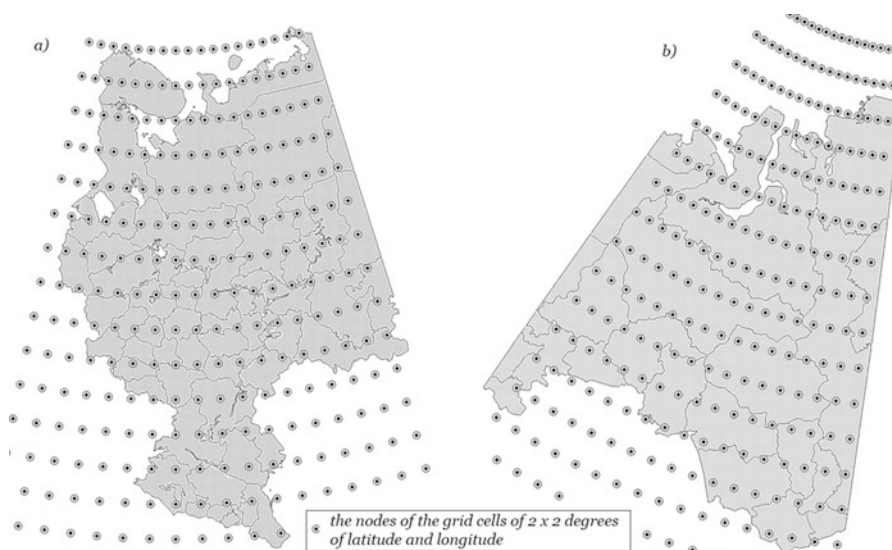 a)
b)
the nodes of the grid cells of 2 x 2 degrees
of latitude and longitude